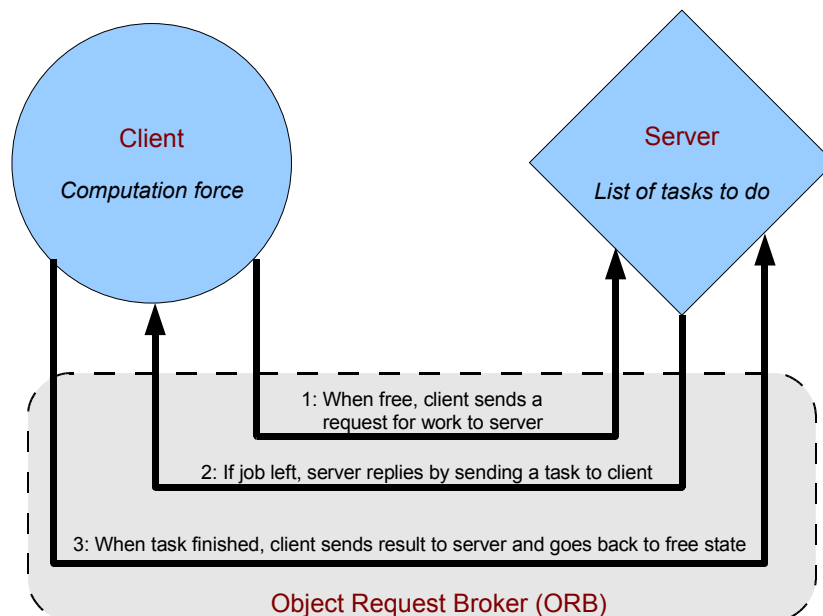 Client
Computation force
Server
List of tasks to do
1: When free, client sends a
request for work to server
2: If job left, server replies by sending a task to client
3: When task finished, client sends result to server and goes back to free state
Object Request Broker (ORB)